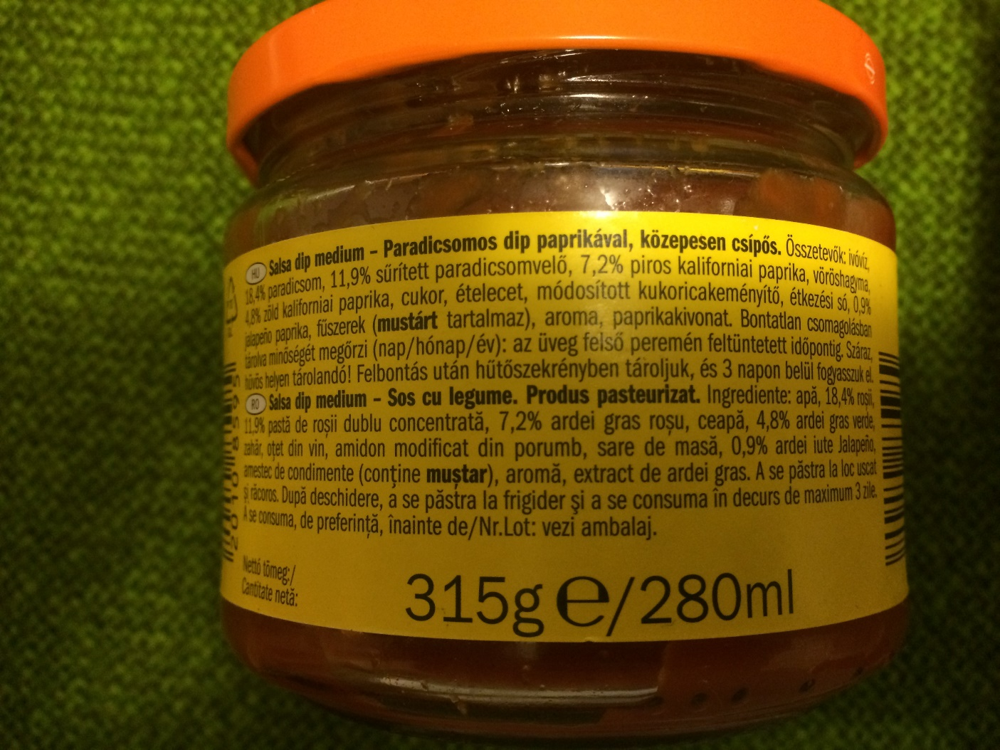 HU Salsa dip medium – Paradicsomos dip paprikával, közepesen csípős. Összetevők: ivóvíz,
18,4% paradicsom, 11,9% sűrített paradicsomvelő, 7,2% piros kaliforniai paprika, vöröshagyma,
4,8% zöld kaliforniai paprika, cukor, ételecet, módosított kukoricakeményítő, étkezési só, 0,9%
jalapeño paprika, fűszerek (mustárt tartalmaz), aroma, paprikakivonat. Bontatlan csomagolásban
tárolva minőségét megőrzi (nap/hónap/év): az üveg felső peremén feltüntetett időpontig. Száraz,
hűvös helyen tárolandó! Felbontás után hűtőszekrényben tároljuk, és 3 napon belül fogyasszuk el.
RO Salsa dip medium – Sos cu legume. Produs pasteurizat. Ingrediente: apă, 18,4% roșii,
11,9% pastă de roșii dublu concentrată, 7,2% ardei gras roșu, ceapă, 4,8% ardei gras verde,
zahăr, oțet din vin, amidon modificat din porumb, sare de masă, 0,9% ardei iute Jalapeño,
amestec de condimente (conține muștar), aromă, extract de ardei gras. A se păstra la loc uscat
și răcoros. După deschidere, a se păstra la frigider şi a se consuma în decurs de maximum 3 zile.
A se consuma, de preferință, înainte de/Nr.Lot: vezi ambalaj.
Nettó tömeg:/
Cantitate netă:
315g e/280ml